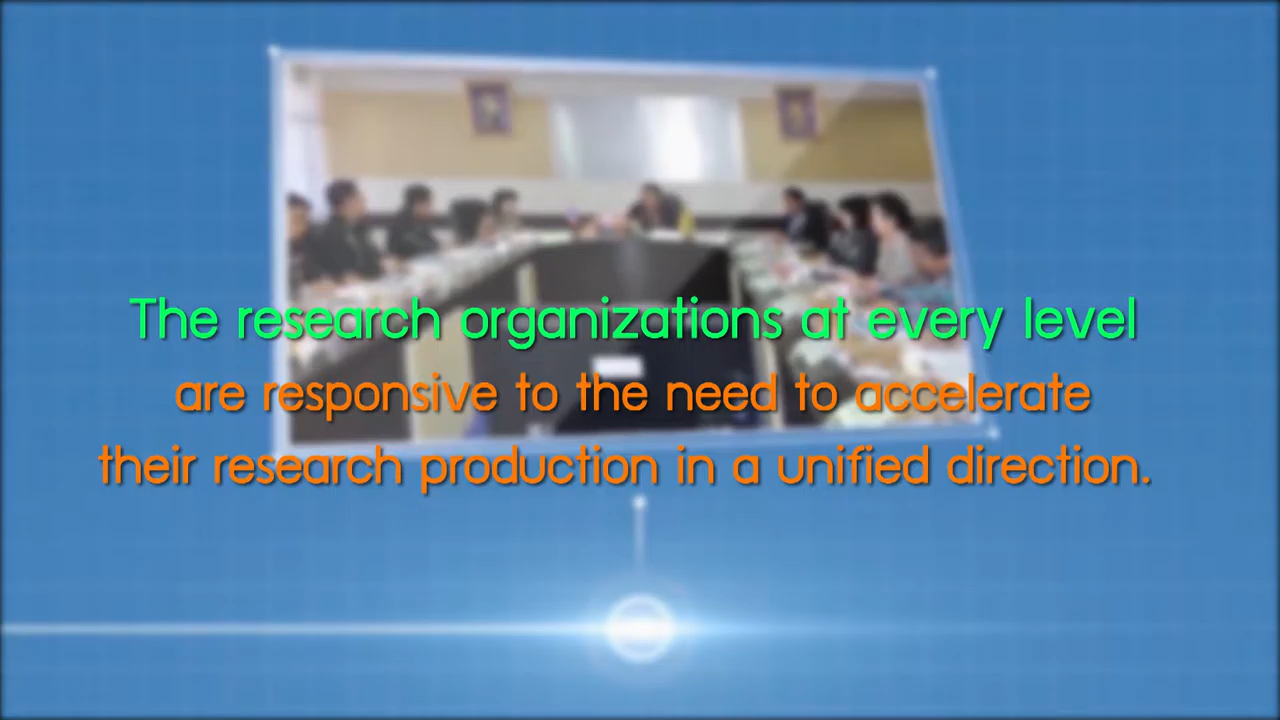 The research organizations at every level
are responsive to the need to accelerate
their research production in a unified direction.